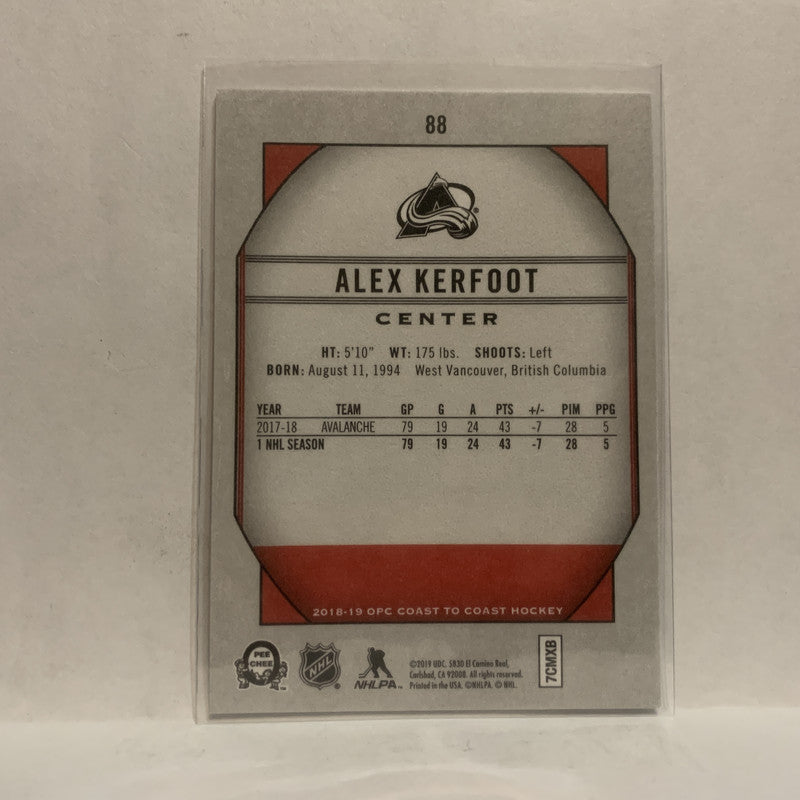 88
ALEX KERFOOT
CENTER
HT: 5'10" WT: 175 lbs. SHOOTS: Left
BORN: August 11, 1994 West Vancouver, British Columbia
YEAR TEAM GP G A PTS +/- PIM PPG
2017-18 AVALANCHE 79 19 24 43 -7 28 5
1 NHL SEASON 79 19 24 43 -7 28 5
2018-19 OPC COAST TO COAST HOCKEY
PEE
CHEE
NHL
NHLPA
©2019 UDC. 5830 El Camino Real,
Carlsbad, CA 92008. All rights reserved.
Printed in the USA. ©NHLPA. © NHL.
7CMXB